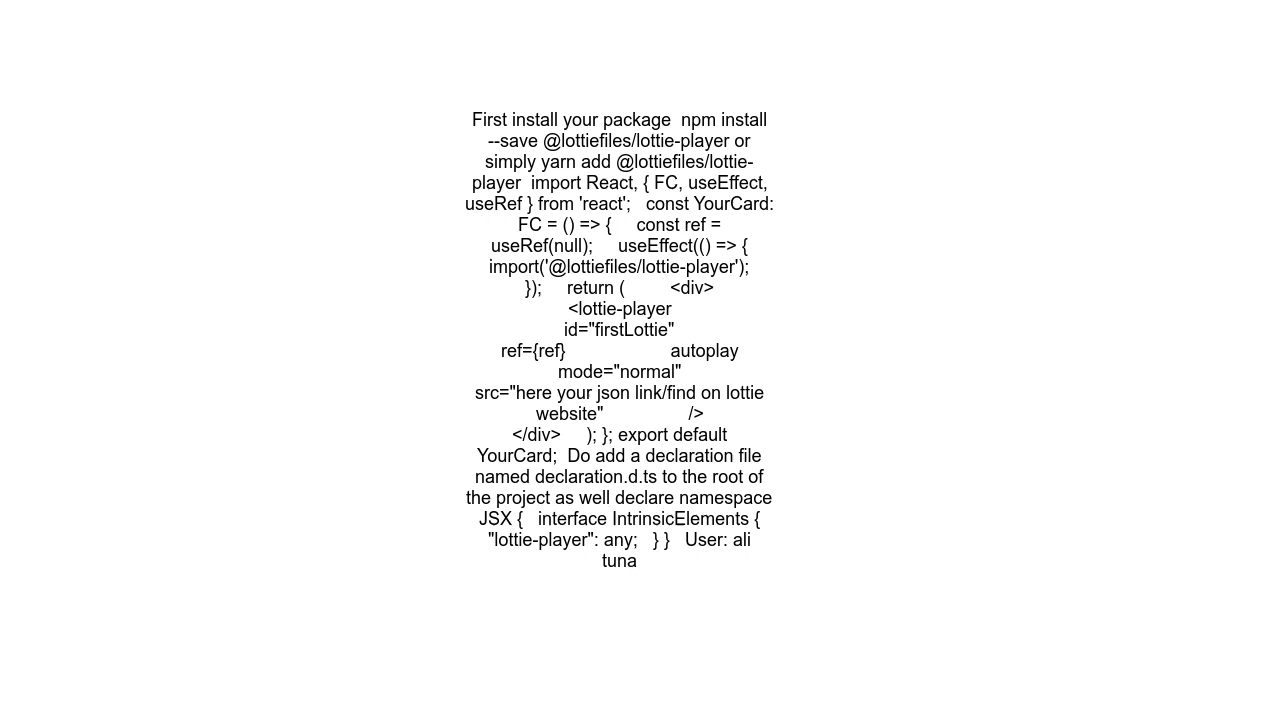 First install your package  npm install
--save @lottiefiles/lottie-player or
simply yarn add @lottiefiles/lottie-
player  import React, { FC, useEffect,
useRef } from 'react';   const YourCard:
FC = () => {     const ref =
useRef(null);     useEffect(() => {
import('@lottiefiles/lottie-player');
});     return (         <div>
<lottie-player
id="firstLottie"
ref={ref}                     autoplay
mode="normal"
src="here your json link/find on lottie
website"                 />
</div>     ); }; export default
YourCard;  Do add a declaration file
named declaration.d.ts to the root of
the project as well declare namespace
JSX {   interface IntrinsicElements {
"lottie-player": any;   } }   User: ali
tuna